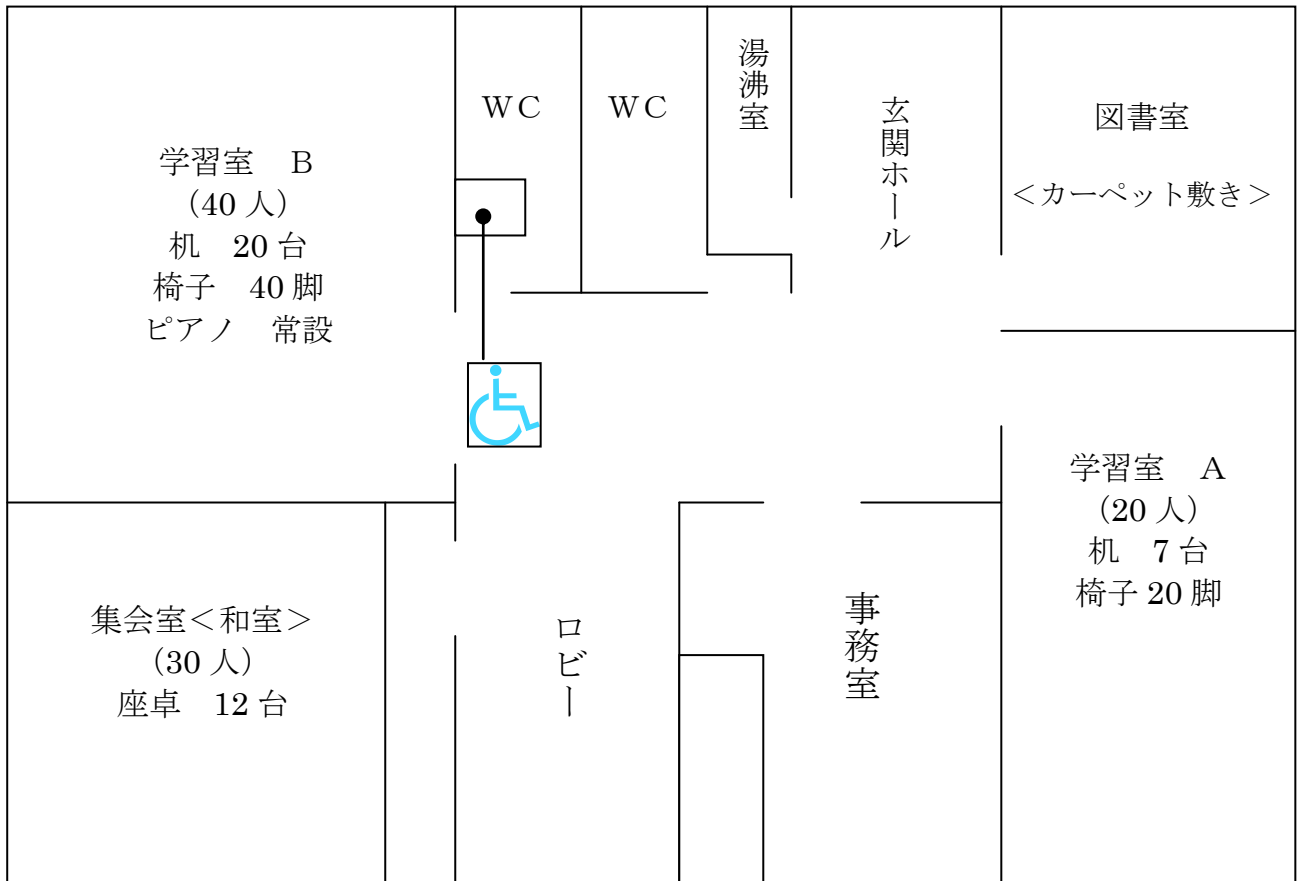 学習室　B
（40 人）
机　20 台
椅子　40 脚
ピアノ　常設
WC
WC
湯沸室
玄関ホール
図書室
＜カーペット敷き＞
学習室　A
（20 人）
机　7 台
椅子 20 脚
集会室＜和室＞
（30 人）
座卓　12 台
ロビー
事務室